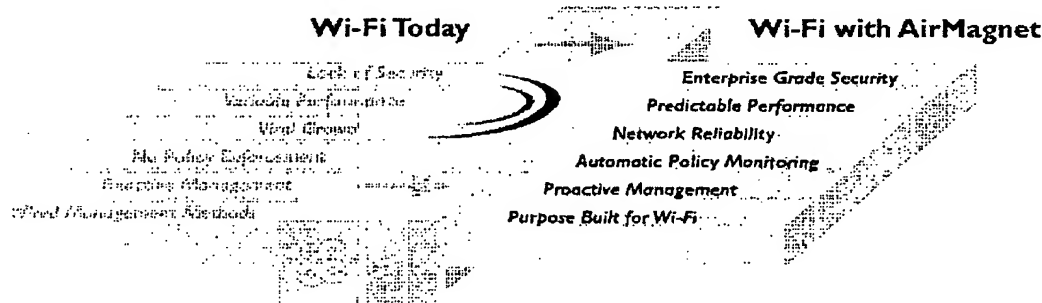 Wi-Fi Today
Lack of Security
Variable Performance
Viral Growth
No Policy Enforcement
Reactive Management
Wired Management Methods
Wi-Fi with AirMagnet
Enterprise Grade Security
Predictable Performance
Network Reliability
Automatic Policy Monitoring
Proactive Management
Purpose Built for Wi-Fi